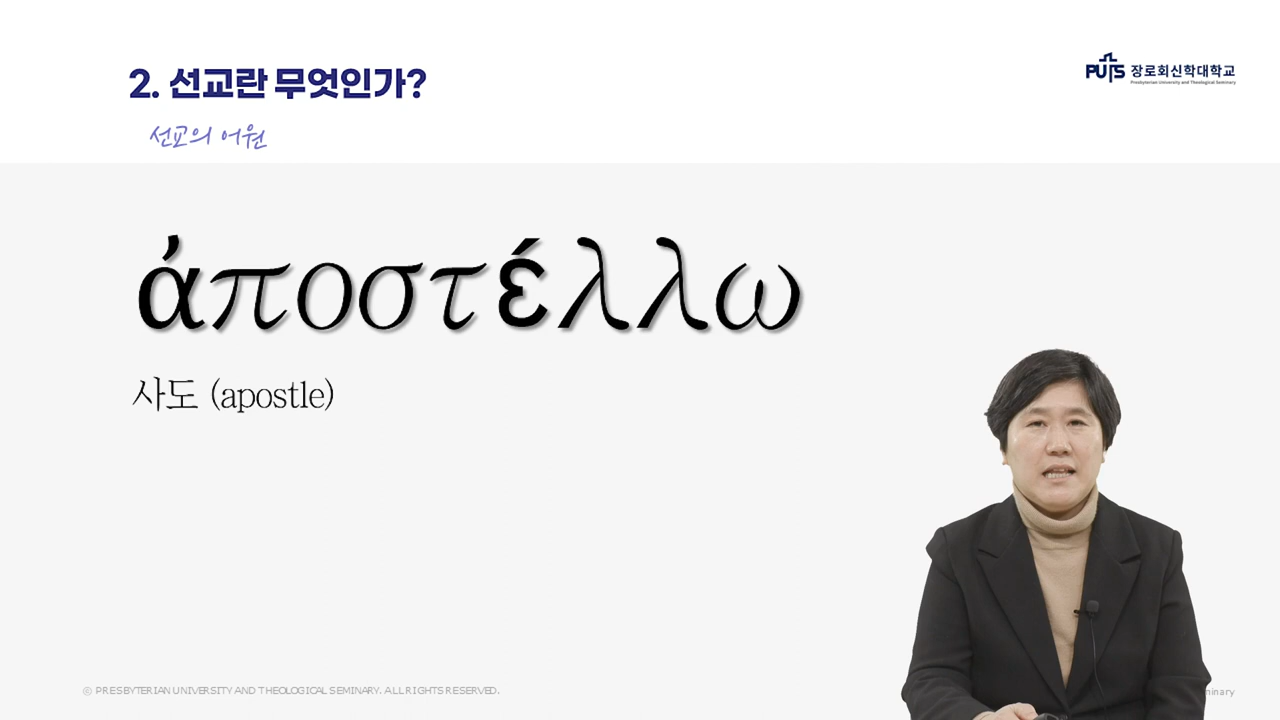 2. 선교란 무엇인가?
선교의 어원
PUTS 장로회신학대학교
Presbyterian University and Theological Seminary
ἀποστέλλω
사도 (apostle)
© PRESBYTERIAN UNIVERSITY AND THEOLOGICAL SEMINARY. ALL RIGHTS RESERVED.
minary